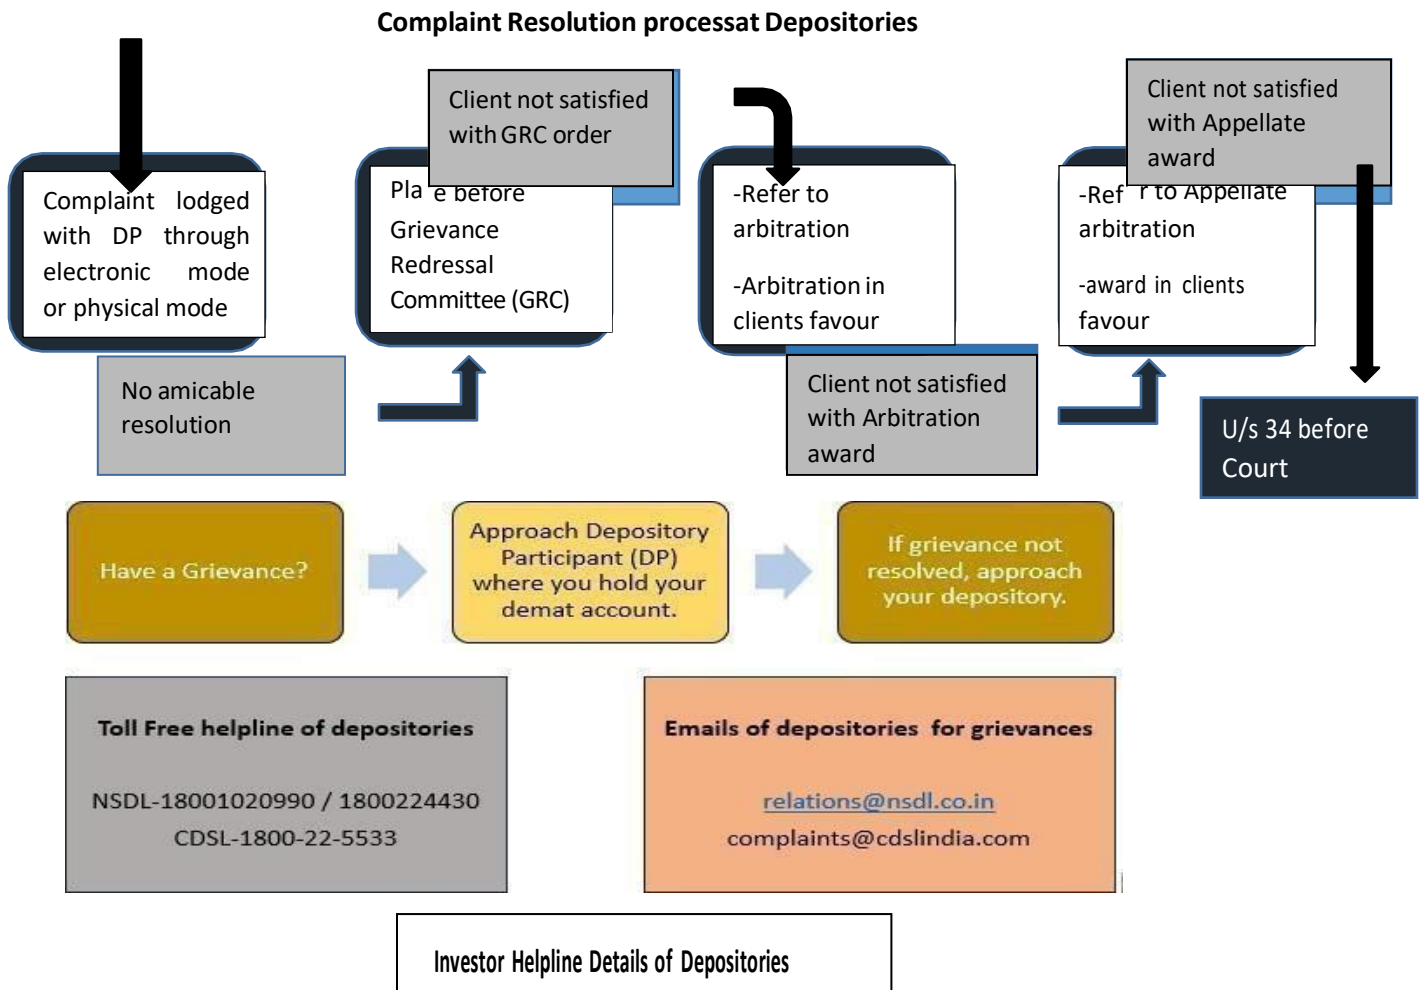 Complaint Resolution processat Depositories
Client not satisfied
with GRC order
Client not satisfied
with Appellate
award
Complaint lodged
with DP through
electronic mode
or physical mode
Pla e before
Grievance
Redressal
Committee (GRC)
-Refer to
arbitration
-Arbitration in
clients favour
-Ref r to Appellate
arbitration
-award in clients
favour
No amicable
resolution
Client not satisfied
with Arbitration
award
U/s 34 before
Court
Have a Grievance?
Approach Depository
Participant (DP)
where you hold your
demat account.
If grievance not
resolved, approach
your depository.
Toll Free helpline of depositories
NSDL-18001020990 / 1800224430
CDSL-1800-22-5533
Emails of depositories for grievances
relations@nsdl.co.in
complaints@cdslindia.com
Investor Helpline Details of Depositories